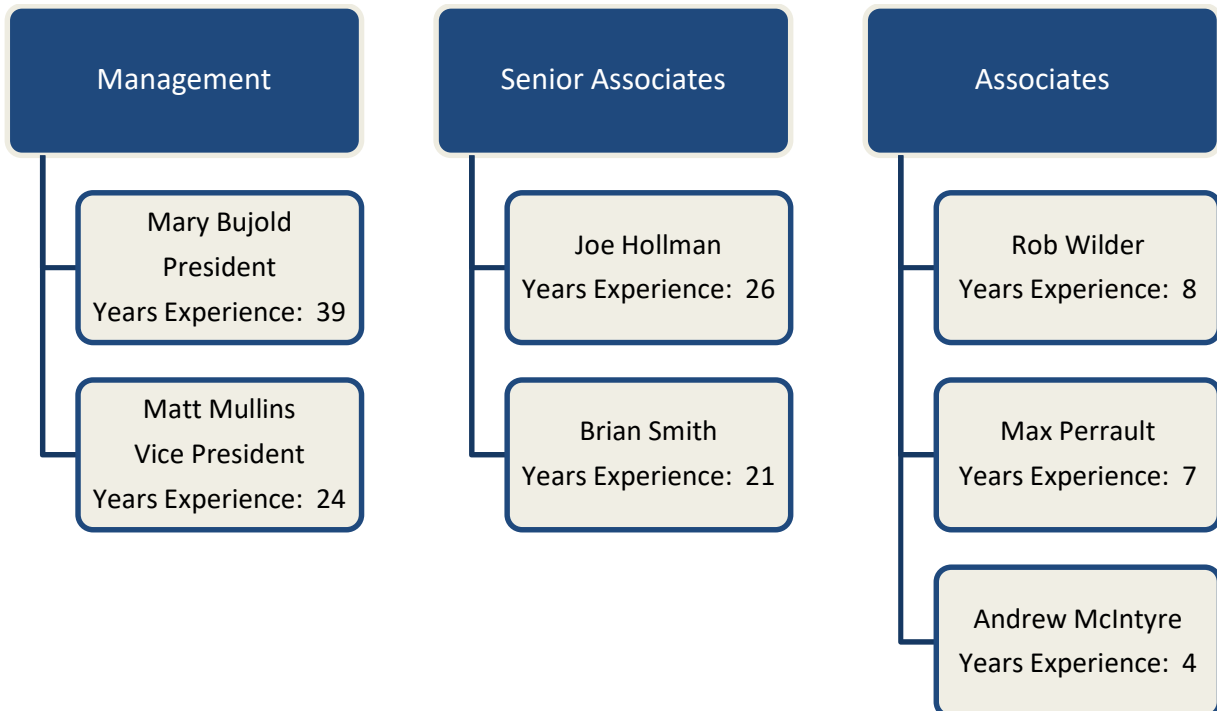 Management
Mary Bujold
President
Years Experience: 39
Matt Mullins
Vice President
Years Experience: 24
Senior Associates
Joe Hollman
Years Experience: 26
Brian Smith
Years Experience: 21
Associates
Rob Wilder
Years Experience: 8
Max Perrault
Years Experience: 7
Andrew McIntyre
Years Experience: 4